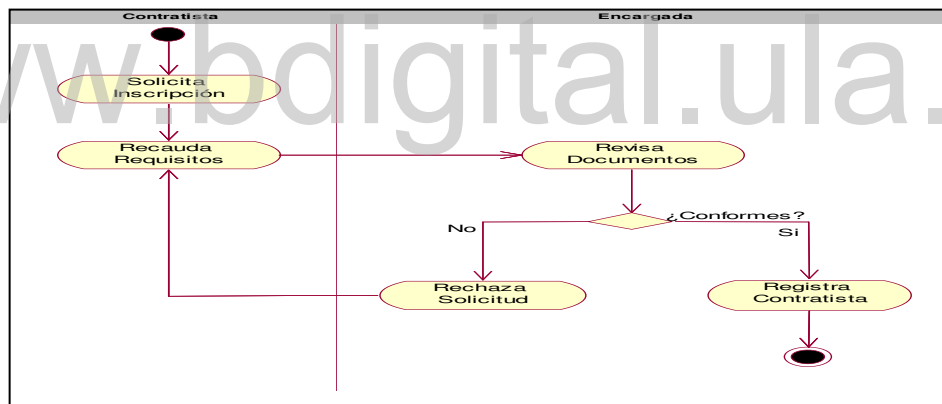 Contratista
Encargada
www.bdigital.ula.
Solicita
Inscripción
Recauda
Requisitos
Revisa
Documentos
¿Conformes?
No
Si
Rechaza
Solicitud
Registra
Contratista